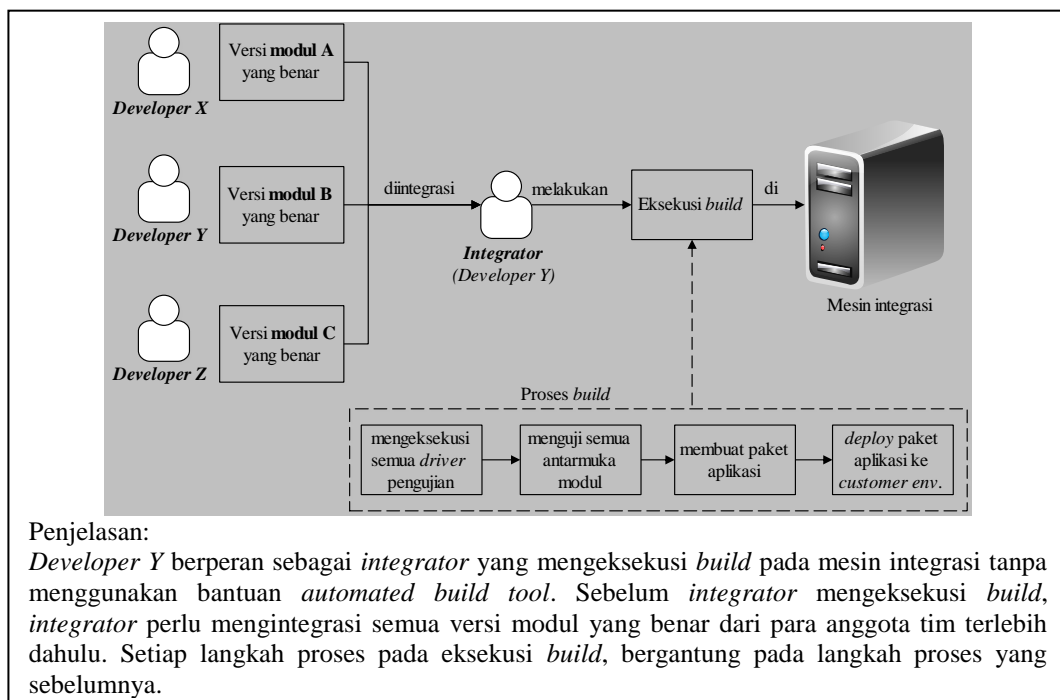 Versi modul A
yang benar
Developer X
Versi modul B
yang benar
Developer Y
Versi modul C
yang benar
Developer Z
diintegrasi
Integrator
(Developer Y)
melakukan
Eksekusi build
di
Mesin integrasi
Proses build
mengeksekusi
semua driver
pengujian
menguji semua
antarmuka
modul
membuat paket
aplikasi
deploy paket
aplikasi ke
customer env.
Penjelasan:
Developer Y berperan sebagai integrator yang mengeksekusi build pada mesin integrasi tanpa
menggunakan bantuan automated build tool. Sebelum integrator mengeksekusi build,
integrator perlu mengintegrasi semua versi modul yang benar dari para anggota tim terlebih
dahulu. Setiap langkah proses pada eksekusi build, bergantung pada langkah proses yang
sebelumnya.